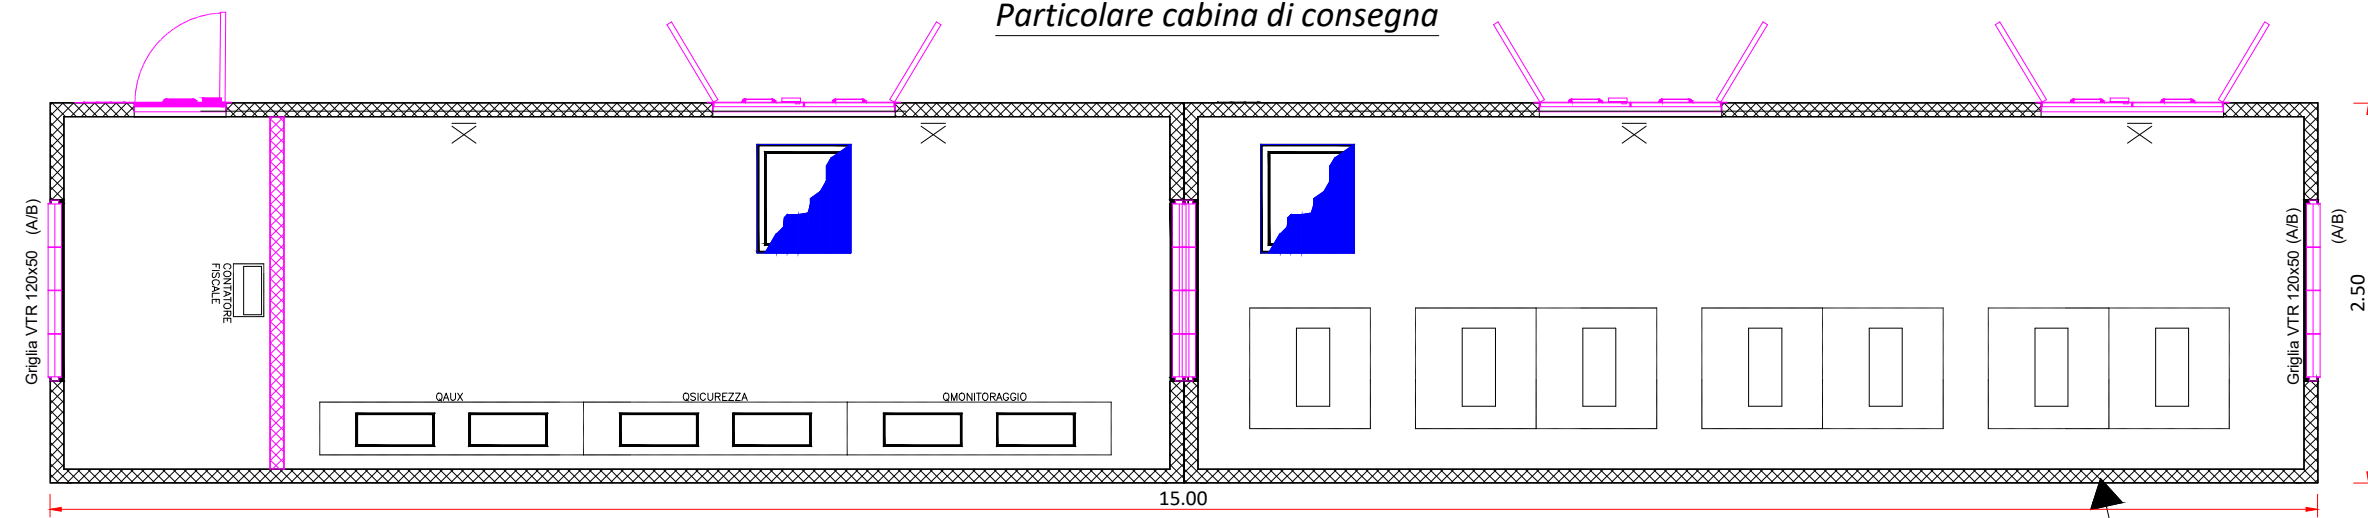 Particolare cabina di consegna
Griglia VTR 120x50 (A/B)
CONTATORE
FISCALE
QAUX
QSICUREZZA
QMONITORAGGIO
Griglia VTR 120x50 (A/B)
(A/B)
2.50
15.00